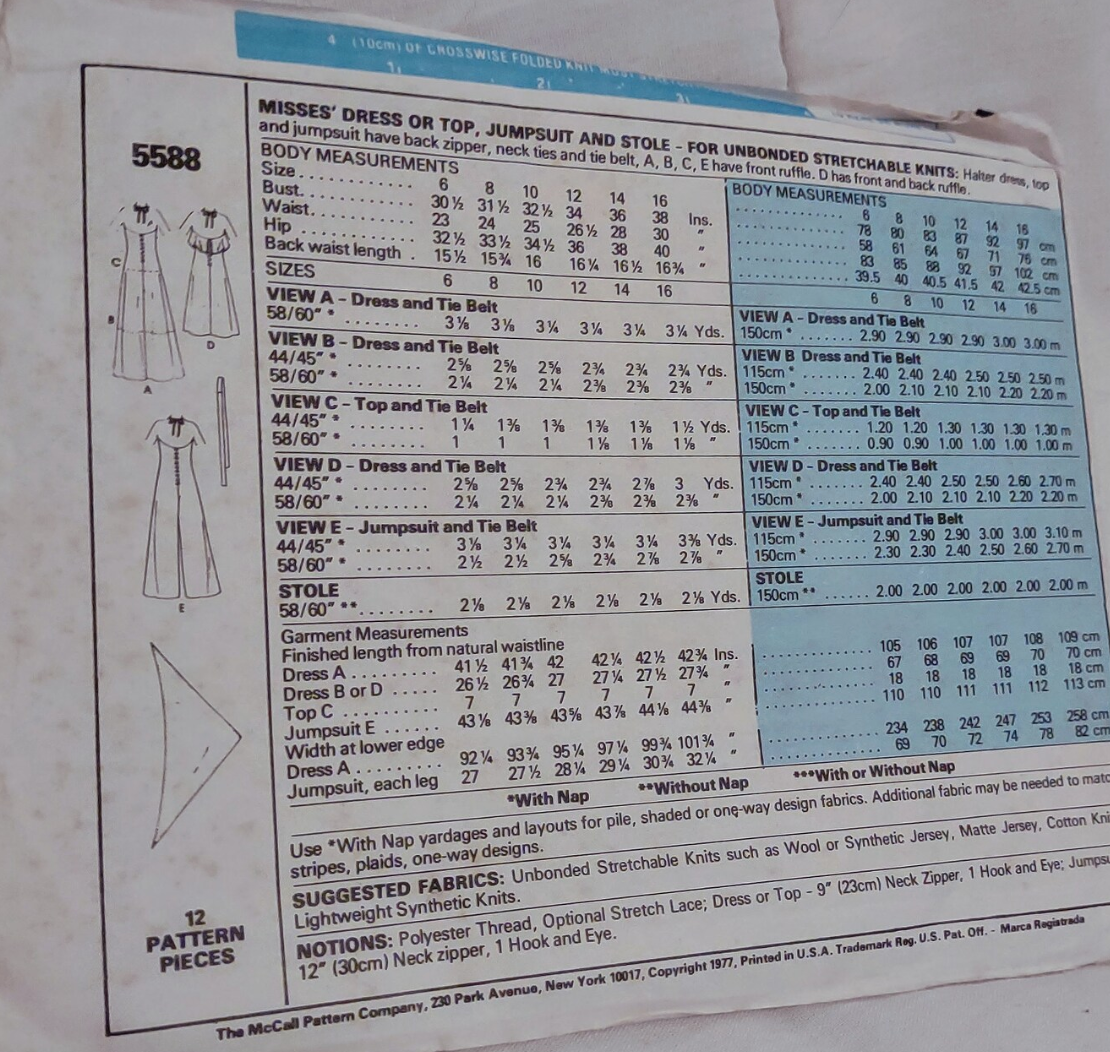 4 (10cm) OF CROSSWISE FOLDED KNIT MUST
1| 2| 3|
5588
C
B
D
A
E
12
PATTERN
PIECES
MISSES' DRESS OR TOP, JUMPSUIT AND STOLE - FOR UNBONDED STRETCHABLE KNITS: Halter dress, top
and jumpsuit have back zipper, neck ties and tie belt, A, B, C, E have front ruffle. D has front and back ruffle.
BODY MEASUREMENTS
Size............ 6 8 10 12 14 16
Bust............ 30½ 31½ 32½ 34 36 38 Ins.
Waist............ 23 24 25 26½ 28 30 "
Hip ............ 32½ 33½ 34½ 36 38 40 "
Back waist length . 15½ 15¾ 16 16¼ 16½ 16¾ "
SIZES 6 8 10 12 14 16
VIEW A - Dress and Tie Belt
58/60" * ........ 3⅛ 3⅛ 3¼ 3¼ 3¼ 3¼ Yds.
VIEW B - Dress and Tie Belt
44/45" * ........ 2⅝ 2⅝ 2⅝ 2¾ 2¾ 2¾ Yds.
58/60" * ........ 2¼ 2¼ 2¼ 2⅜ 2⅜ 2⅜ "
VIEW C - Top and Tie Belt
44/45" * ........ 1¼ 1⅜ 1⅜ 1⅜ 1⅜ 1½ Yds.
58/60" * ........ 1 1 1 1⅛ 1⅛ 1⅛ "
VIEW D - Dress and Tie Belt
44/45" * ........ 2⅝ 2⅝ 2¾ 2¾ 2⅞ 3 Yds.
58/60" * ........ 2¼ 2¼ 2¼ 2⅜ 2⅜ 2⅜ "
VIEW E - Jumpsuit and Tie Belt
44/45" * ........ 3⅛ 3¼ 3¼ 3¼ 3¼ 3⅜ Yds.
58/60" * ........ 2½ 2½ 2⅝ 2¾ 2⅞ 2⅞ "
STOLE
58/60" **........ 2⅛ 2⅛ 2⅛ 2⅛ 2⅛ 2⅛ Yds.
Garment Measurements
Finished length from natural waistline
Dress A......... 41½ 41¾ 42 42¼ 42½ 42¾ Ins.
Dress B or D ..... 26½ 26¾ 27 27¼ 27½ 27¾ "
Top C .......... 7 7 7 7 7 7 "
Jumpsuit E ...... 43⅛ 43⅜ 43⅝ 43⅞ 44⅛ 44⅜ "
Width at lower edge
Dress A......... 92¼ 93¾ 95¼ 97¼ 99¾ 101¾ "
Jumpsuit, each leg 27 27½ 28¼ 29¼ 30¾ 32¼ "
BODY MEASUREMENTS
............... 6 8 10 12 14 16
............... 78 80 83 87 92 97 cm
............... 58 61 64 67 71 76 cm
............... 83 85 88 92 97 102 cm
............... 39.5 40 40.5 41.5 42 42.5 cm
6 8 10 12 14 16
VIEW A - Dress and Tie Belt
150cm * ....... 2.90 2.90 2.90 2.90 3.00 3.00 m
VIEW B Dress and Tie Belt
115cm * ....... 2.40 2.40 2.40 2.50 2.50 2.50 m
150cm * ....... 2.00 2.10 2.10 2.10 2.20 2.20 m
VIEW C - Top and Tie Belt
115cm * ....... 1.20 1.20 1.30 1.30 1.30 1.30 m
150cm * ....... 0.90 0.90 1.00 1.00 1.00 1.00 m
VIEW D - Dress and Tie Belt
115cm * ....... 2.40 2.40 2.50 2.50 2.60 2.70 m
150cm * ....... 2.00 2.10 2.10 2.10 2.20 2.20 m
VIEW E - Jumpsuit and Tie Belt
115cm * ....... 2.90 2.90 2.90 3.00 3.00 3.10 m
150cm * ....... 2.30 2.30 2.40 2.50 2.60 2.70 m
STOLE
150cm ** ...... 2.00 2.00 2.00 2.00 2.00 2.00 m
.............. 105 106 107 107 108 109 cm
.............. 67 68 69 69 70 70 cm
.............. 18 18 18 18 18 18 cm
.............. 110 110 111 111 112 113 cm
.............. 234 238 242 247 253 258 cm
.............. 69 70 72 74 78 82 cm
*With Nap **Without Nap ***With or Without Nap
Use *With Nap yardages and layouts for pile, shaded or one-way design fabrics. Additional fabric may be needed to matc
stripes, plaids, one-way designs.
SUGGESTED FABRICS: Unbonded Stretchable Knits such as Wool or Synthetic Jersey, Matte Jersey, Cotton Kni
Lightweight Synthetic Knits.
NOTIONS: Polyester Thread, Optional Stretch Lace; Dress or Top - 9" (23cm) Neck Zipper, 1 Hook and Eye; Jumpsu
12" (30cm) Neck zipper, 1 Hook and Eye.
The McCall Pattern Company, 230 Park Avenue, New York 10017, Copyright 1977, Printed in U.S.A. Trademark Reg. U.S. Pat. Off. - Marca Registrada